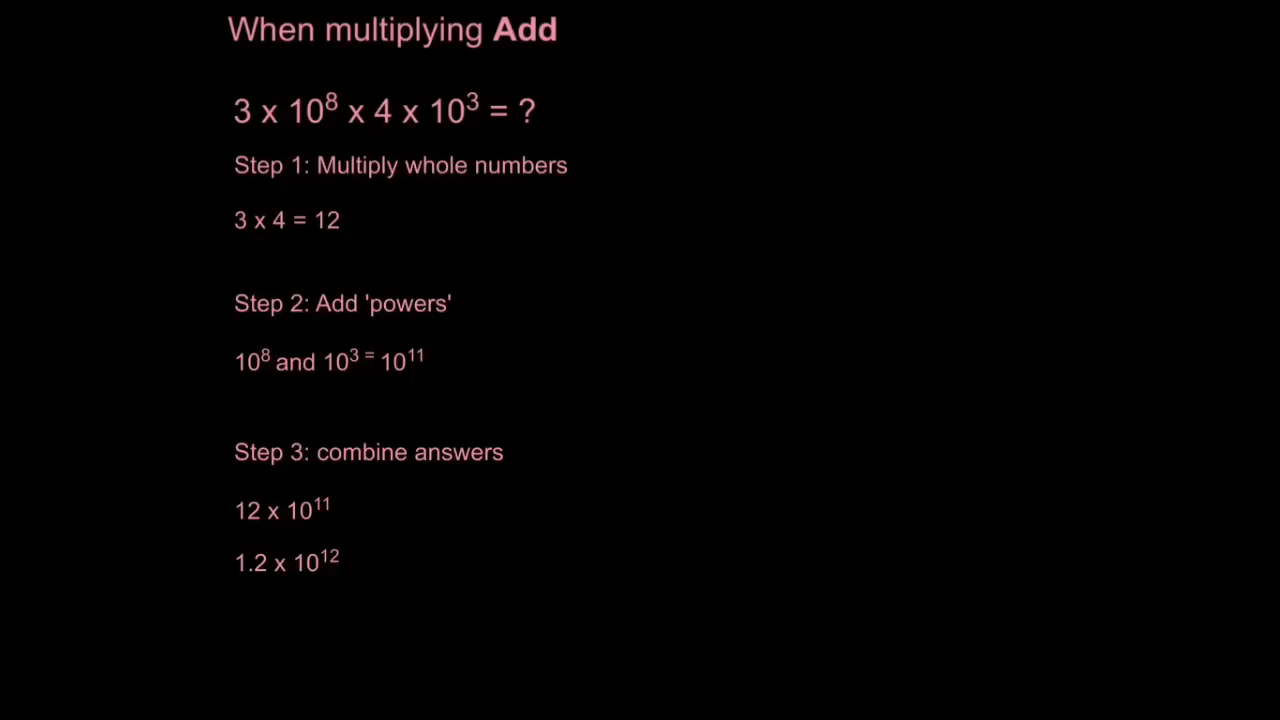 When multiplying Add
3 x 10⁸ x 4 x 10³ = ?
Step 1: Multiply whole numbers
3 x 4 = 12
Step 2: Add 'powers'
10⁸ and 10³ ⁼ 10¹¹
Step 3: combine answers
12 x 10¹¹
1.2 x 10¹²